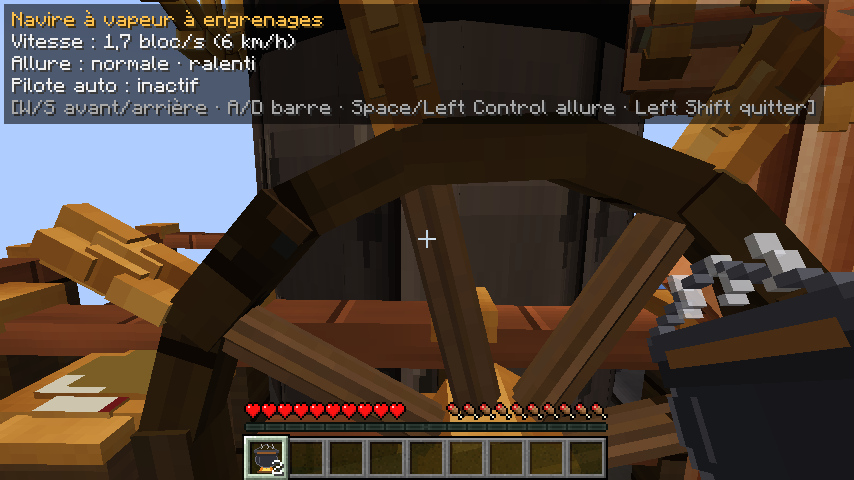 Navire à vapeur à engrenages
Vitesse : 1,7 bloc/s (6 km/h)
Allure : normale · ralenti
Pilote auto : inactif
[W/S avant/arrière · A/D barre · Space/Left Control allure · Left Shift quitter]
2